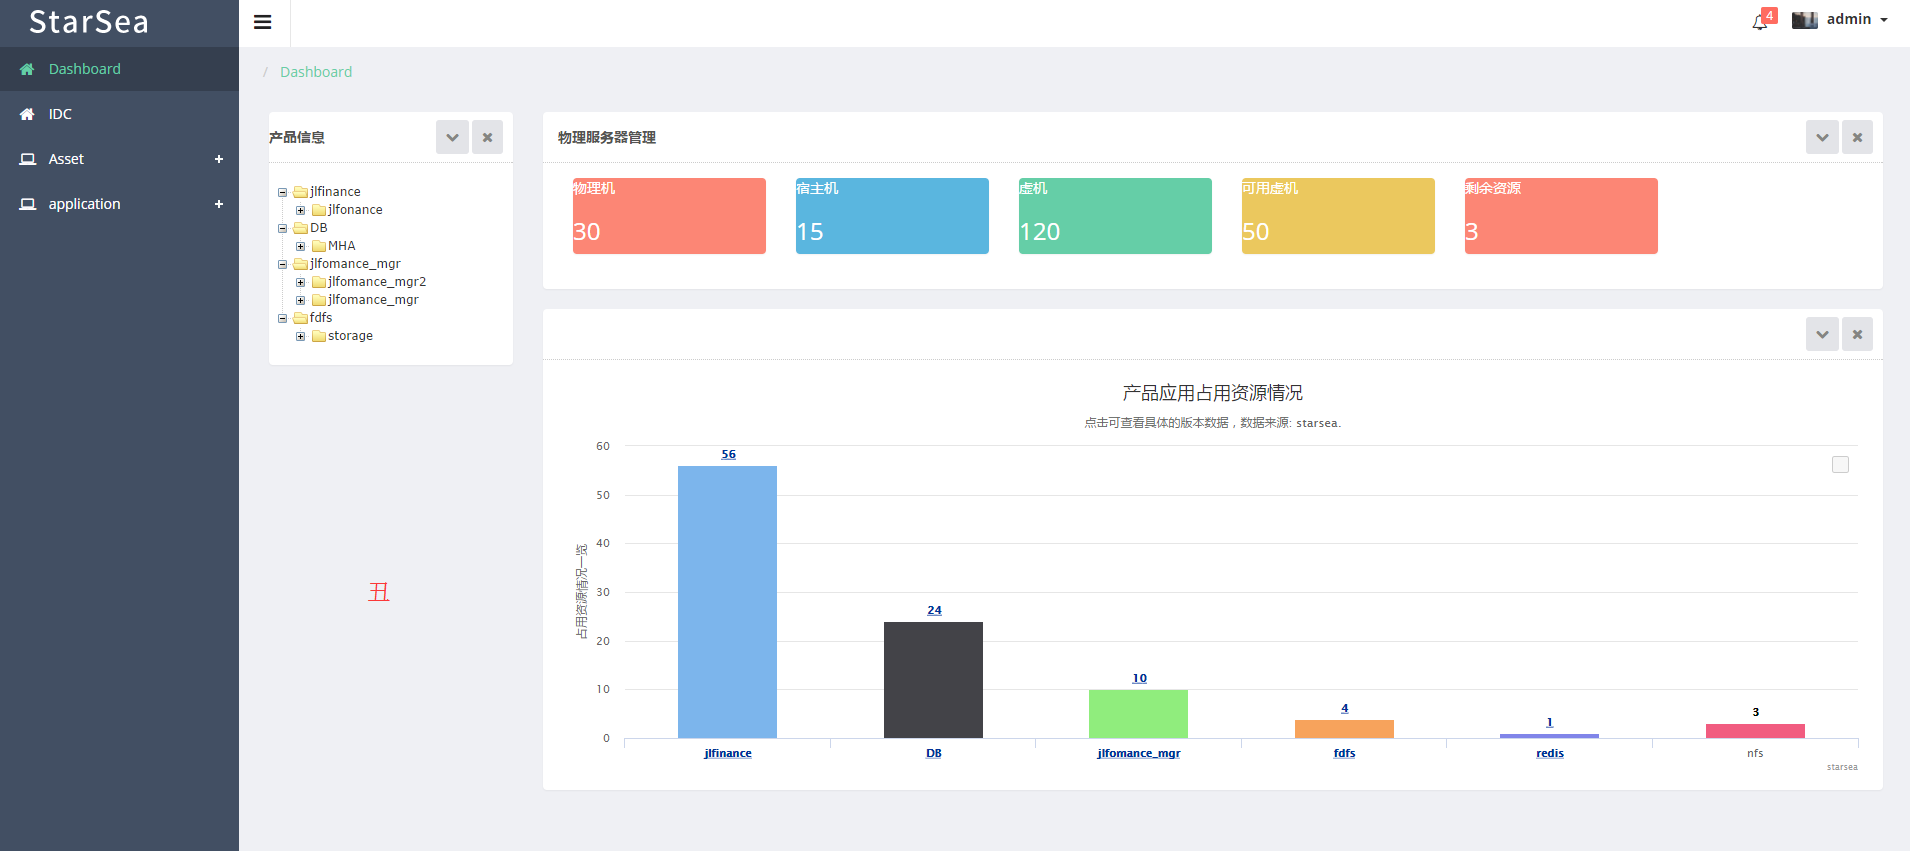 StarSea
4
admin
Dashboard
/ Dashboard
IDC
Asset
application
产品信息
jlfinance
jlfonance
DB
MHA
jlfomance_mgr
jlfomance_mgr2
jlfomance_mgr
fdfs
storage
丑
物理服务器管理
物理机
30
宿主机
15
虚机
120
可用虚机
50
剩余资源
3
产品应用占用资源情况
点击可查看具体的版本数据，数据来源: starsea.
占用资源情况一览
60
50
40
30
20
10
0
56
24
10
4
1
3
jlfinance
DB
jlfomance_mgr
fdfs
redis
nfs
starsea